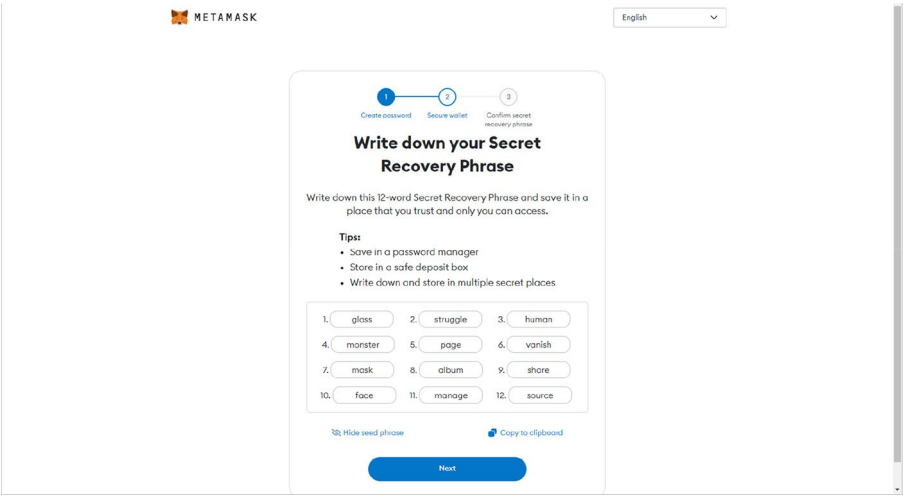 METAMASK
English
1 2 3
Create password Secure wallet Confirm secret
recovery phrase
Write down your Secret
Recovery Phrase
Write down this 12-word Secret Recovery Phrase and save it in a
place that you trust and only you can access.
Tips:
• Save in a password manager
• Store in a safe deposit box
• Write down and store in multiple secret places
1. glass 2. struggle 3. human
4. monster 5. page 6. vanish
7. mask 8. album 9. share
10. face 11. manage 12. source
Hide seed phrase Copy to clipboard
Next